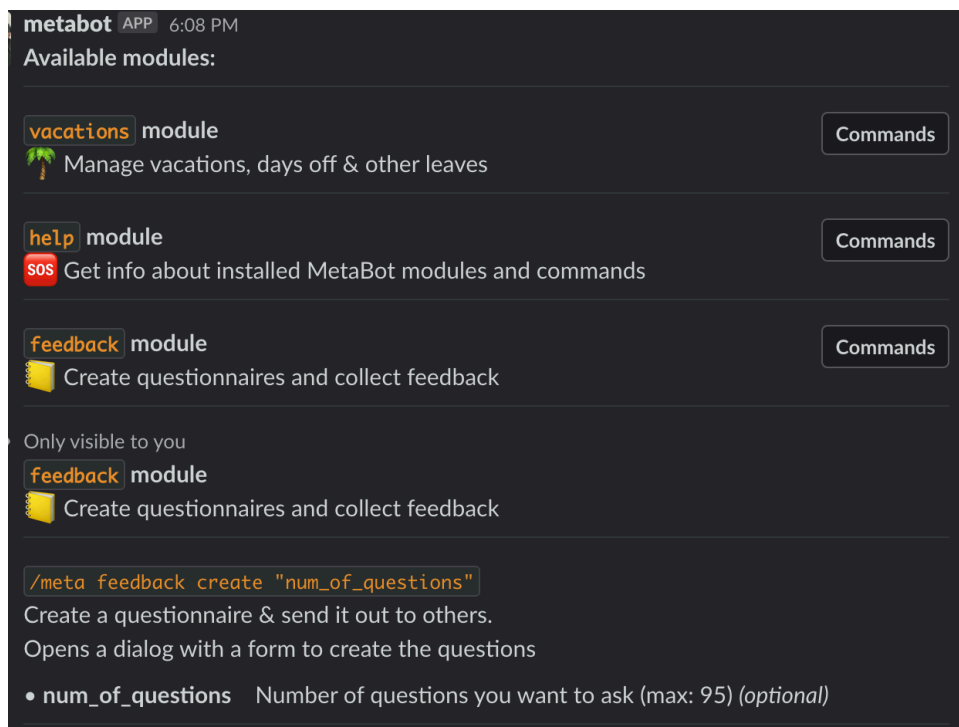 metabot APP 6:08 PM
Available modules:
vacations module
Commands
🌴 Manage vacations, days off & other leaves
help module
Commands
🆘 Get info about installed MetaBot modules and commands
feedback module
Commands
📒 Create questionnaires and collect feedback
Only visible to you
feedback module
📒 Create questionnaires and collect feedback
/meta feedback create "num_of_questions"
Create a questionnaire & send it out to others.
Opens a dialog with a form to create the questions
• num_of_questions Number of questions you want to ask (max: 95) (optional)